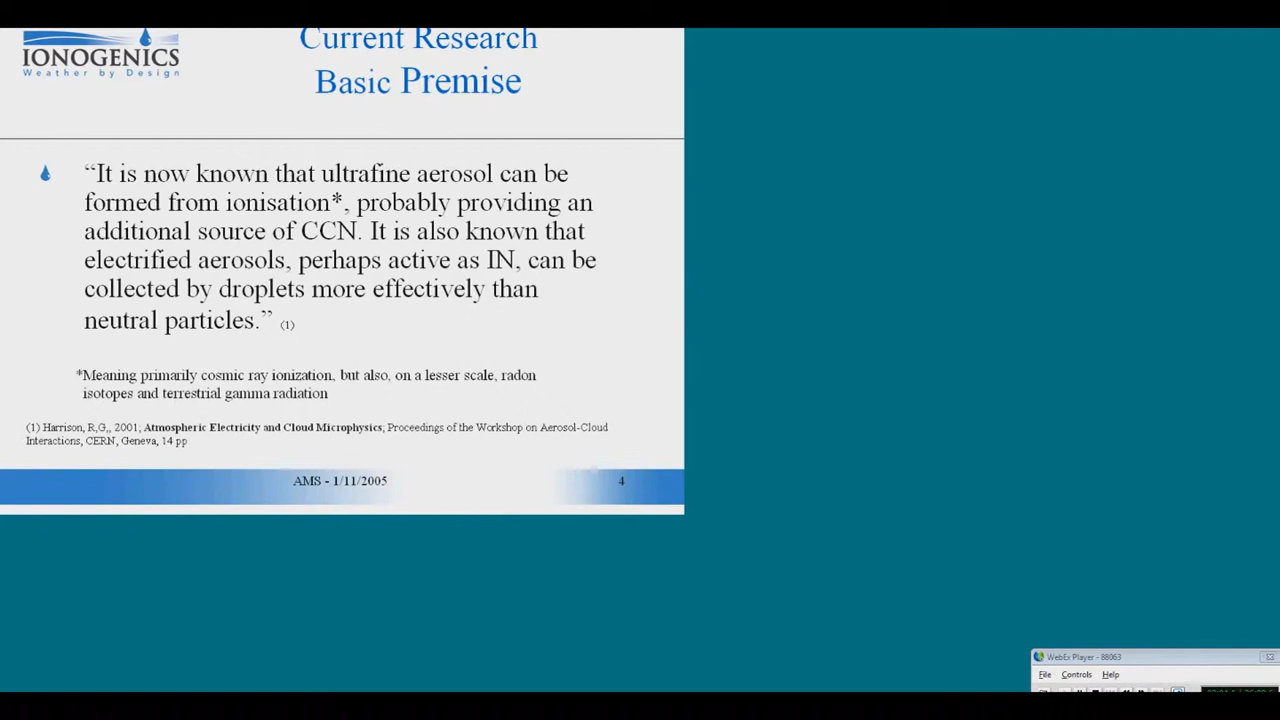 IONOGENICS
Weather by Design
Current Research
Basic Premise
“It is now known that ultrafine aerosol can be
formed from ionisation*, probably providing an
additional source of CCN. It is also known that
electrified aerosols, perhaps active as IN, can be
collected by droplets more effectively than
neutral particles.” (1)
*Meaning primarily cosmic ray ionization, but also, on a lesser scale, radon
isotopes and terrestrial gamma radiation
(1) Harrison, R,G,, 2001; Atmospheric Electricity and Cloud Microphysics; Proceedings of the Workshop on Aerosol-Cloud
Interactions, CERN, Geneva, 14 pp
AMS - 1/11/2005
4
WebEx Player - 88063
File Controls Help